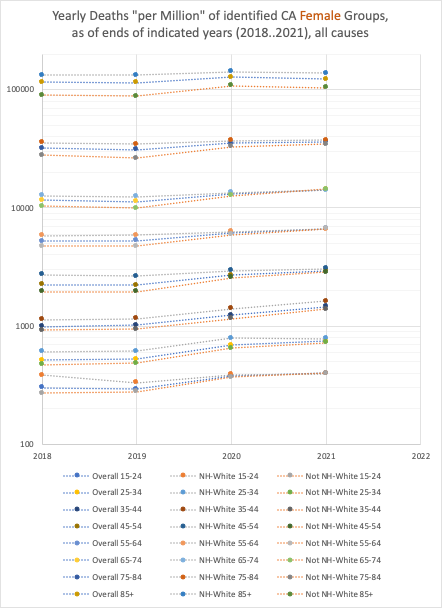 Yearly Deaths "per Million" of identified CA Female Groups,
as of ends of indicated years (2018..2021), all causes
100000
10000
1000
100
2018 2019 2020 2021 2022
Overall 15-24 NH-White 15-24 Not NH-White 15-24
Overall 25-34 NH-White 25-34 Not NH-White 25-34
Overall 35-44 NH-White 35-44 Not NH-White 35-44
Overall 45-54 NH-White 45-54 Not NH-White 45-54
Overall 55-64 NH-White 55-64 Not NH-White 55-64
Overall 65-74 NH-White 65-74 Not NH-White 65-74
Overall 75-84 NH-White 75-84 Not NH-White 75-84
Overall 85+ NH-White 85+ Not NH-White 85+